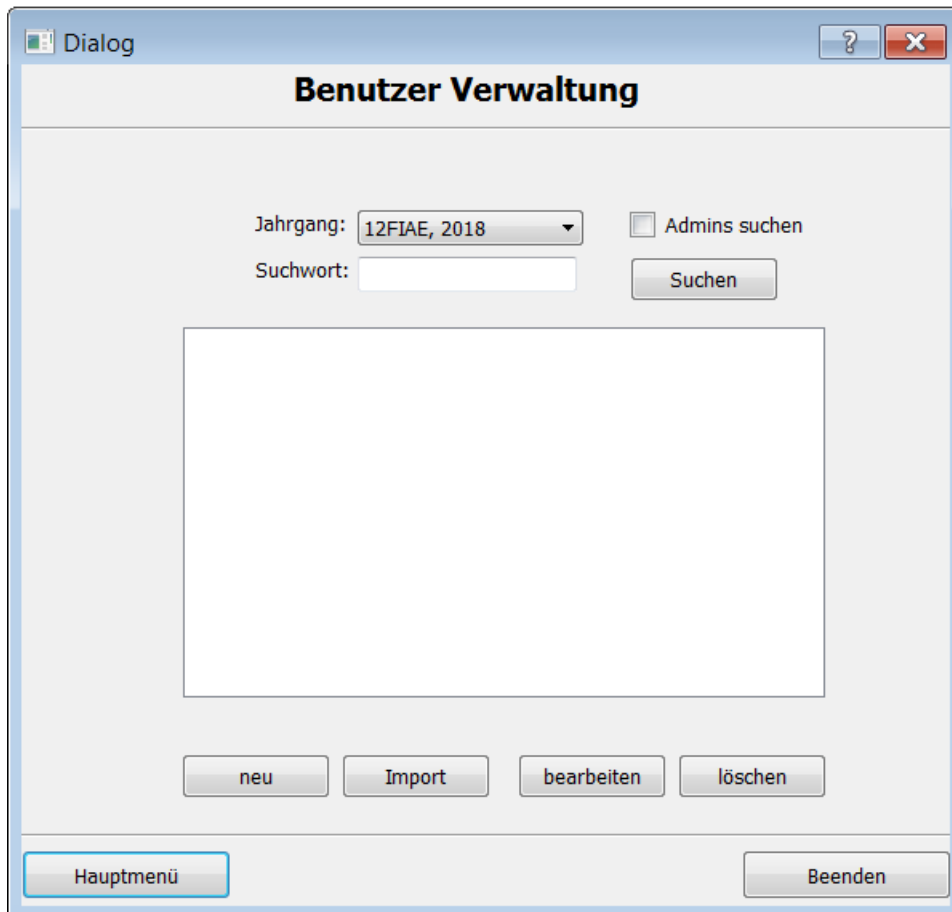 Dialog
Benutzer Verwaltung
Jahrgang: 12FIAE, 2018 Admins suchen
Suchwort: Suchen
neu Import bearbeiten löschen
Hauptmenü Beenden